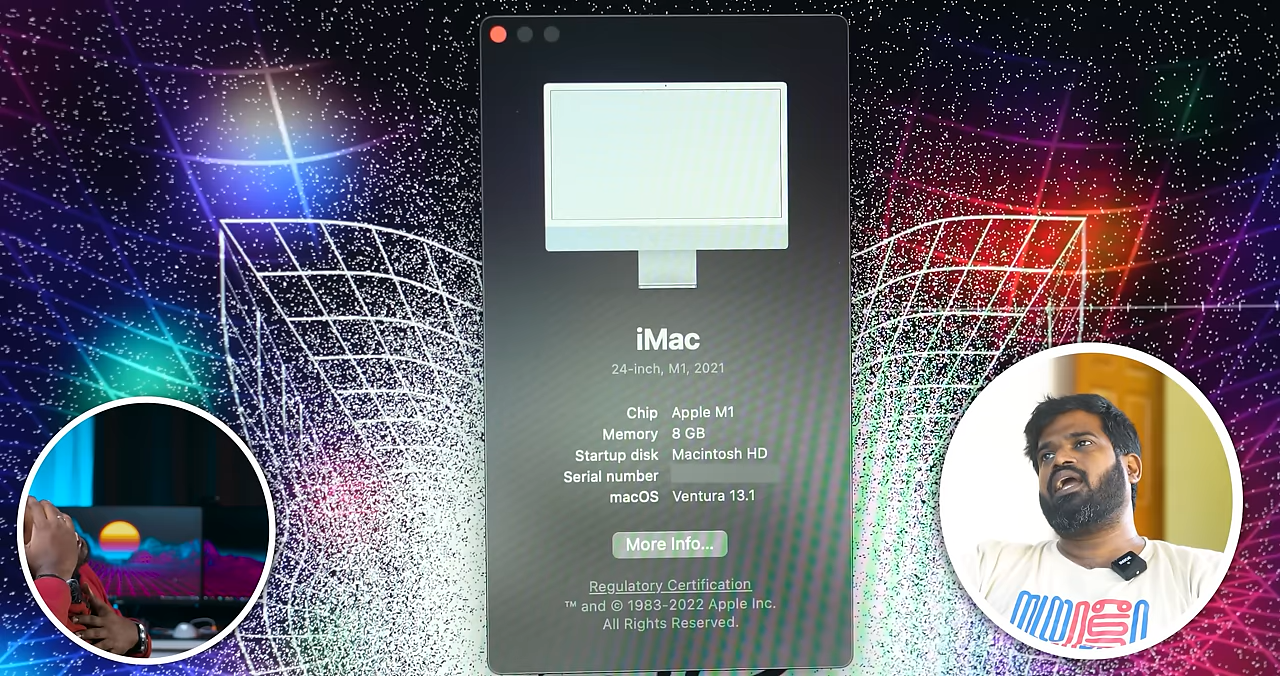 iMac
24-inch, M1, 2021
Chip Apple M1
Memory 8 GB
Startup disk Macintosh HD
Serial number
macOS Ventura 13.1
More Info...
Regulatory Certification
™ and © 1983-2022 Apple Inc.
All Rights Reserved.